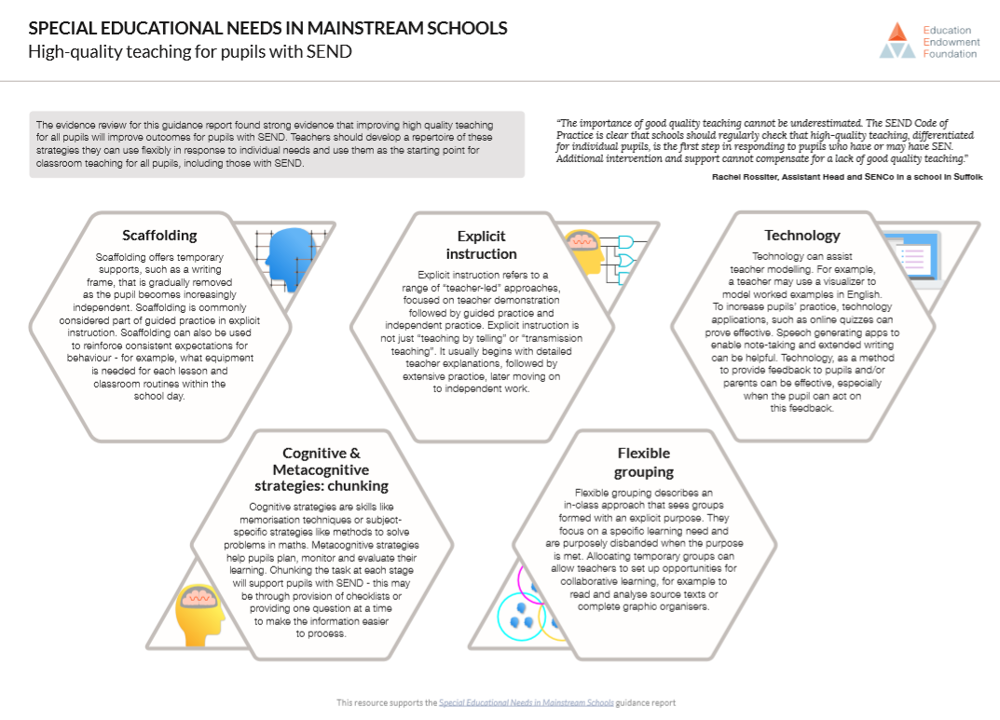 SPECIAL EDUCATIONAL NEEDS IN MAINSTREAM SCHOOLS
High-quality teaching for pupils with SEND
Education
Endowment
Foundation
The evidence review for this guidance report found strong evidence that improving high quality teaching
for all pupils will improve outcomes for pupils with SEND. Teachers should develop a repertoire of these
strategies they can use flexibly in response to individual needs and use them as the starting point for
classroom teaching for all pupils, including those with SEND.
“The importance of good quality teaching cannot be underestimated. The SEND Code of
Practice is clear that schools should regularly check that high-quality teaching, differentiated
for individual pupils, is the first step in responding to pupils who have or may have SEN.
Additional intervention and support cannot compensate for a lack of good quality teaching.”
Rachel Rossiter, Assistant Head and SENCo in a school in Suffolk
Scaffolding
Scaffolding offers temporary
supports, such as a writing
frame, that is gradually removed
as the pupil becomes increasingly
independent. Scaffolding is commonly
considered part of guided practice in explicit
instruction. Scaffolding can also be used
to reinforce consistent expectations for
behaviour - for example, what equipment
is needed for each lesson and
classroom routines within the
school day.
Explicit
instruction
Explicit instruction refers to a
range of “teacher-led” approaches,
focused on teacher demonstration
followed by guided practice and
independent practice. Explicit instruction is
not just “teaching by telling” or “transmission
teaching”. It usually begins with detailed
teacher explanations, followed by
extensive practice, later moving on
to independent work.
Technology
Technology can assist
teacher modelling. For example,
a teacher may use a visualizer to
model worked examples in English.
To increase pupils’ practice, technology
applications, such as online quizzes can
prove effective. Speech generating apps to
enable note-taking and extended writing
can be helpful. Technology, as a method
to provide feedback to pupils and/or
parents can be effective, especially
when the pupil can act on
this feedback.
Cognitive &
Metacognitive
strategies: chunking
Cognitive strategies are skills like
memorisation techniques or subject-
specific strategies like methods to solve
problems in maths. Metacognitive strategies
help pupils plan, monitor and evaluate their
learning. Chunking the task at each stage
will support pupils with SEND - this may
be through provision of checklists or
providing one question at a time
to make the information easier
to process.
Flexible
grouping
Flexible grouping describes an
in-class approach that sees groups
formed with an explicit purpose. They
focus on a specific learning need and
are purposely disbanded when the purpose
is met. Allocating temporary groups can
allow teachers to set up opportunities for
collaborative learning, for example to
read and analyse source texts or
complete graphic organisers.
This resource supports the Special Educational Needs in Mainstream Schools guidance report